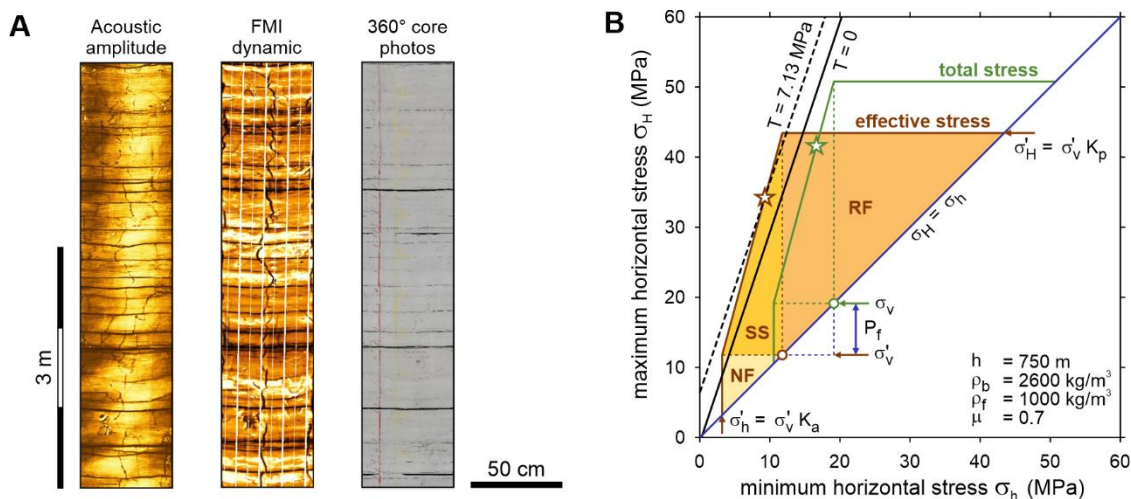 A
Acoustic
amplitude
FMI
dynamic
360° core
photos
3 m
50 cm
B
maximum horizontal stress σH (MPa)
60
50
40
30
20
10
0
T = 7.13 MPa
T = 0
total stress
effective stress
σ'H = σ'v Kp
RF
σH = σh
SS
NF
σv
Pf
σ'v
σ'h = σ'v Ka
h = 750 m
ρb = 2600 kg/m³
ρf = 1000 kg/m³
μ = 0.7
0 10 20 30 40 50 60
minimum horizontal stress σh (MPa)